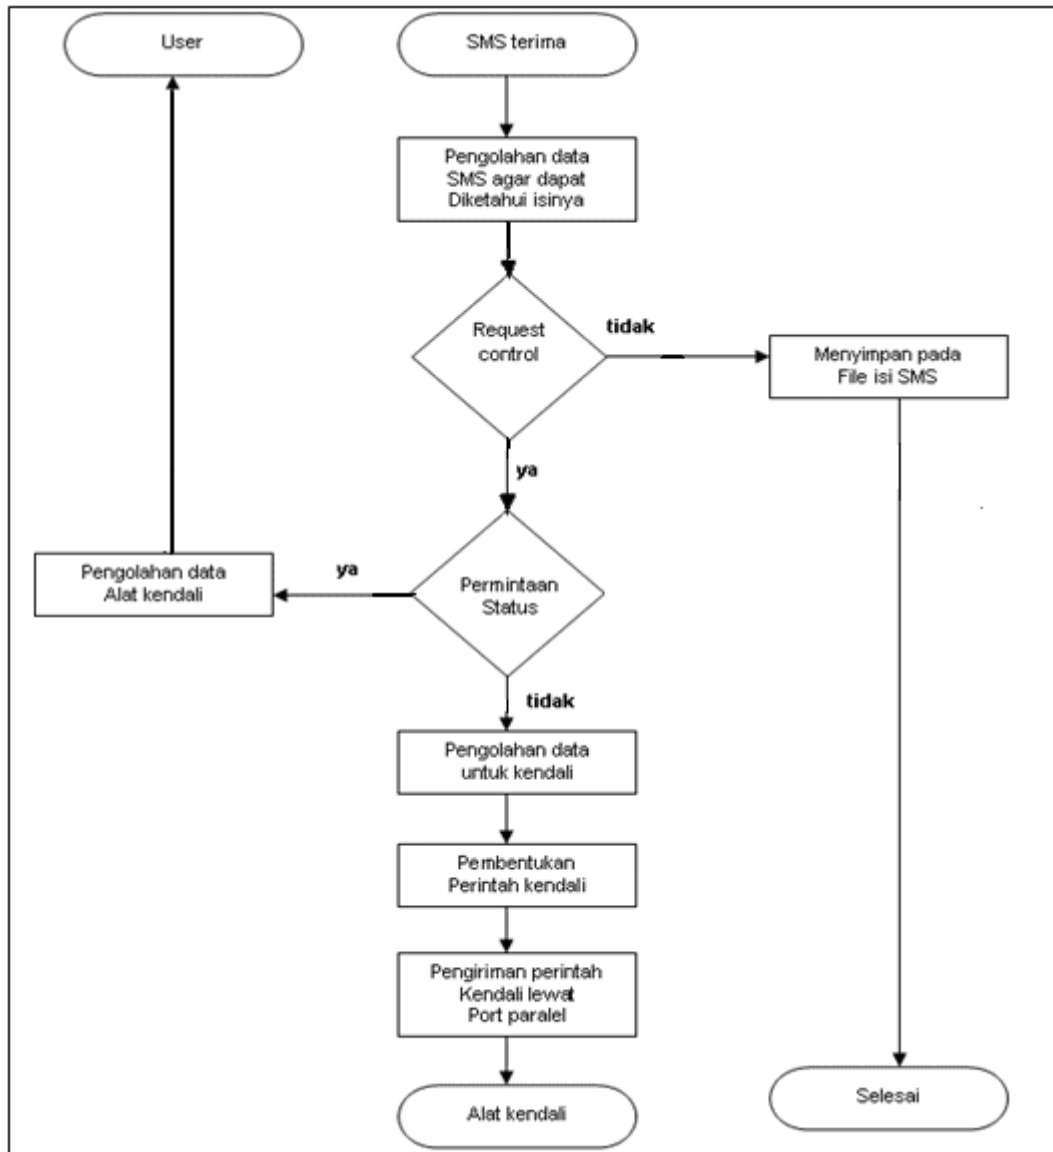 User
SMS terima
Pengolahan data
SMS agar dapat
Diketahui isinya
Request
control
tidak
Menyimpan pada
File isi SMS
ya
Permintaan
Status
ya
Pengolahan data
Alat kendali
tidak
Pengolahan data
untuk kendali
Pembentukan
Perintah kendali
Pengiriman perintah
Kendali lewat
Port paralel
Alat kendali
Selesai